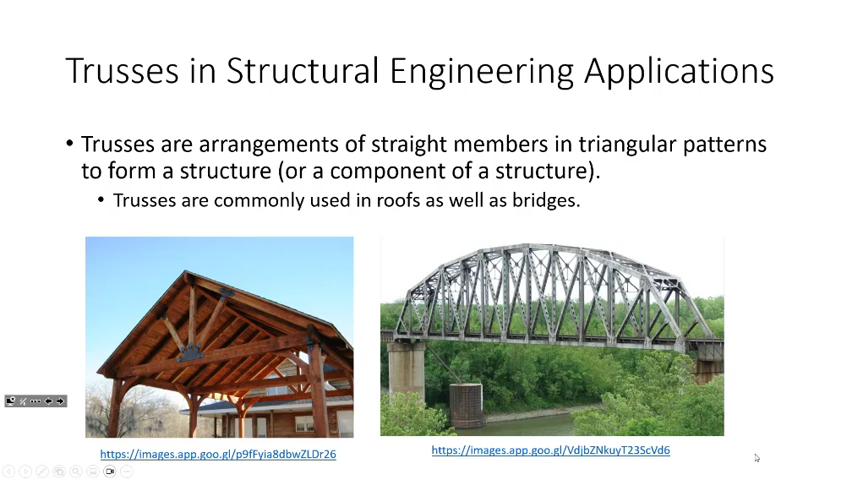 Trusses in Structural Engineering Applications
• Trusses are arrangements of straight members in triangular patterns
to form a structure (or a component of a structure).
• Trusses are commonly used in roofs as well as bridges.
https://images.app.goo.gl/p9fFyia8dbwZLDr26
https://images.app.goo.gl/VdjbZNkuyT23ScVd6